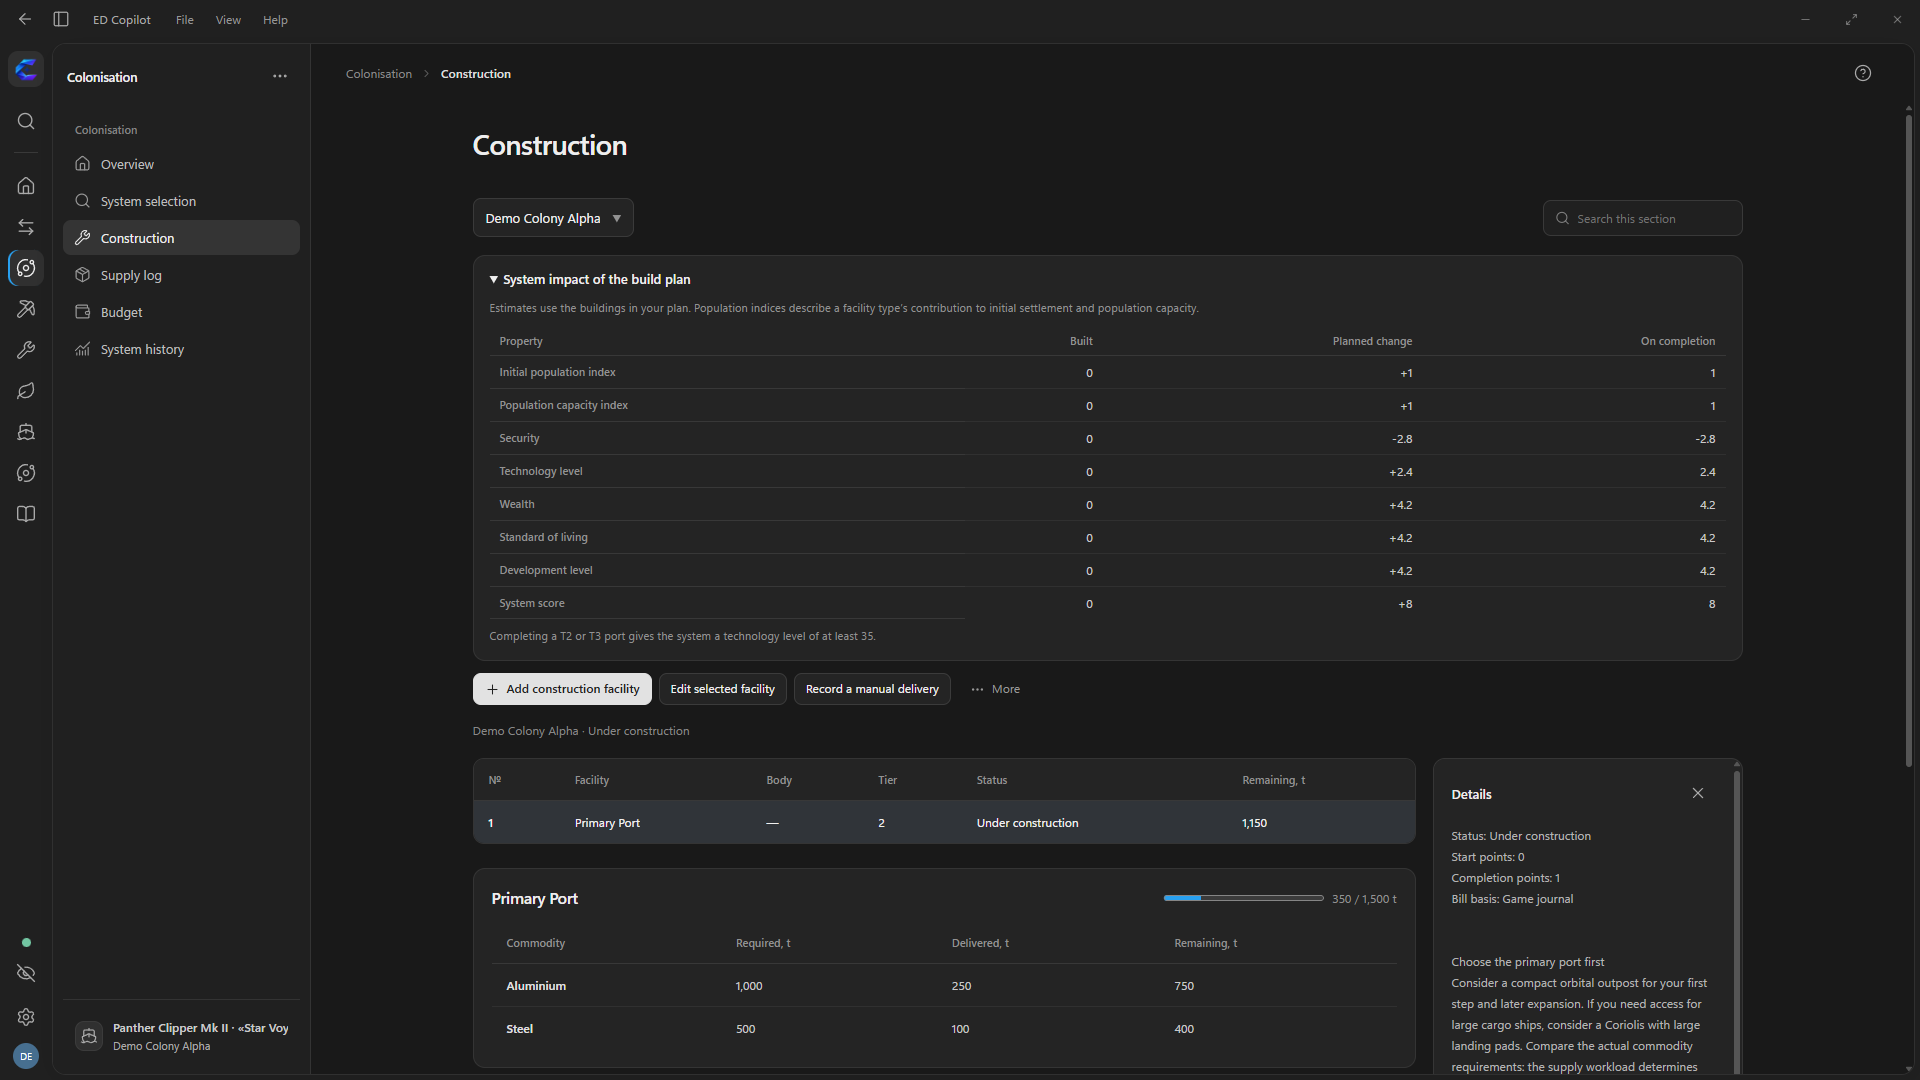 ED Copilot File View Help
Colonisation
Colonisation
Overview
System selection
Construction
Supply log
Budget
System history
Panther Clipper Mk II · «Star Voy
Demo Colony Alpha
DE
Colonisation > Construction
Construction
Demo Colony Alpha ▼
Search this section
▼ System impact of the build plan
Estimates use the buildings in your plan. Population indices describe a facility type's contribution to initial settlement and population capacity.
Property Built Planned change On completion
Initial population index 0 +1 1
Population capacity index 0 +1 1
Security 0 -2.8 -2.8
Technology level 0 +2.4 2.4
Wealth 0 +4.2 4.2
Standard of living 0 +4.2 4.2
Development level 0 +4.2 4.2
System score 0 +8 8
Completing a T2 or T3 port gives the system a technology level of at least 35.
+ Add construction facility Edit selected facility Record a manual delivery ··· More
Demo Colony Alpha · Under construction
№ Facility Body Tier Status Remaining, t
1 Primary Port — 2 Under construction 1,150
Primary Port 350 / 1,500 t
Commodity Required, t Delivered, t Remaining, t
Aluminium 1,000 250 750
Steel 500 100 400
Details
Status: Under construction
Start points: 0
Completion points: 1
Bill basis: Game journal
Choose the primary port first
Consider a compact orbital outpost for your first
step and later expansion. If you need access for
large cargo ships, consider a Coriolis with large
landing pads. Compare the actual commodity
requirements: the supply workload determines